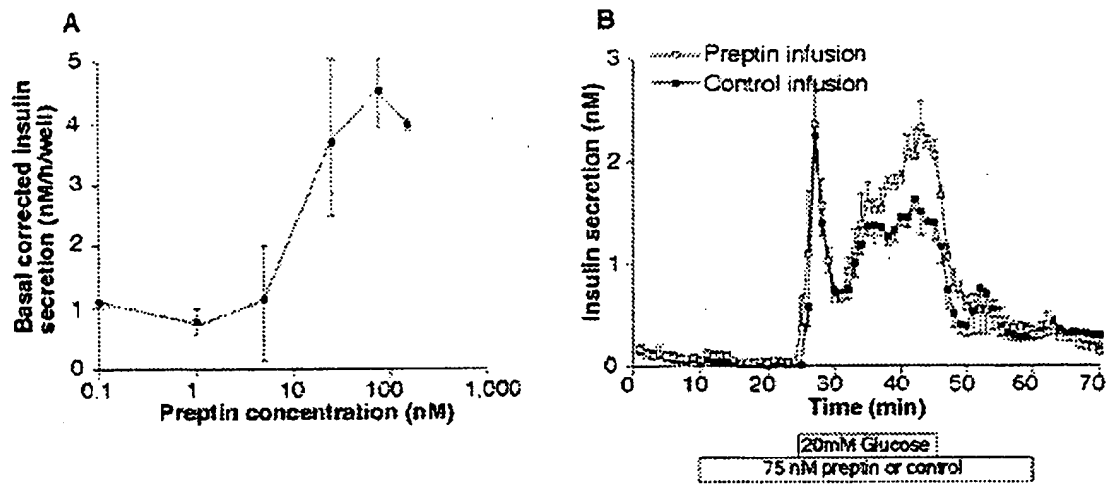 A
Basal corrected insulin
secretion (nM/h/well)
5
4
3
2
1
0
0.1
1
10
100
1,000
Preptin concentration (nM)
B
Preptin infusion
Control infusion
Insulin secretion (nM)
3
2
1
0
0
10
20
30
40
50
60
70
Time (min)
20mM Glucose
75 nM preptin or control